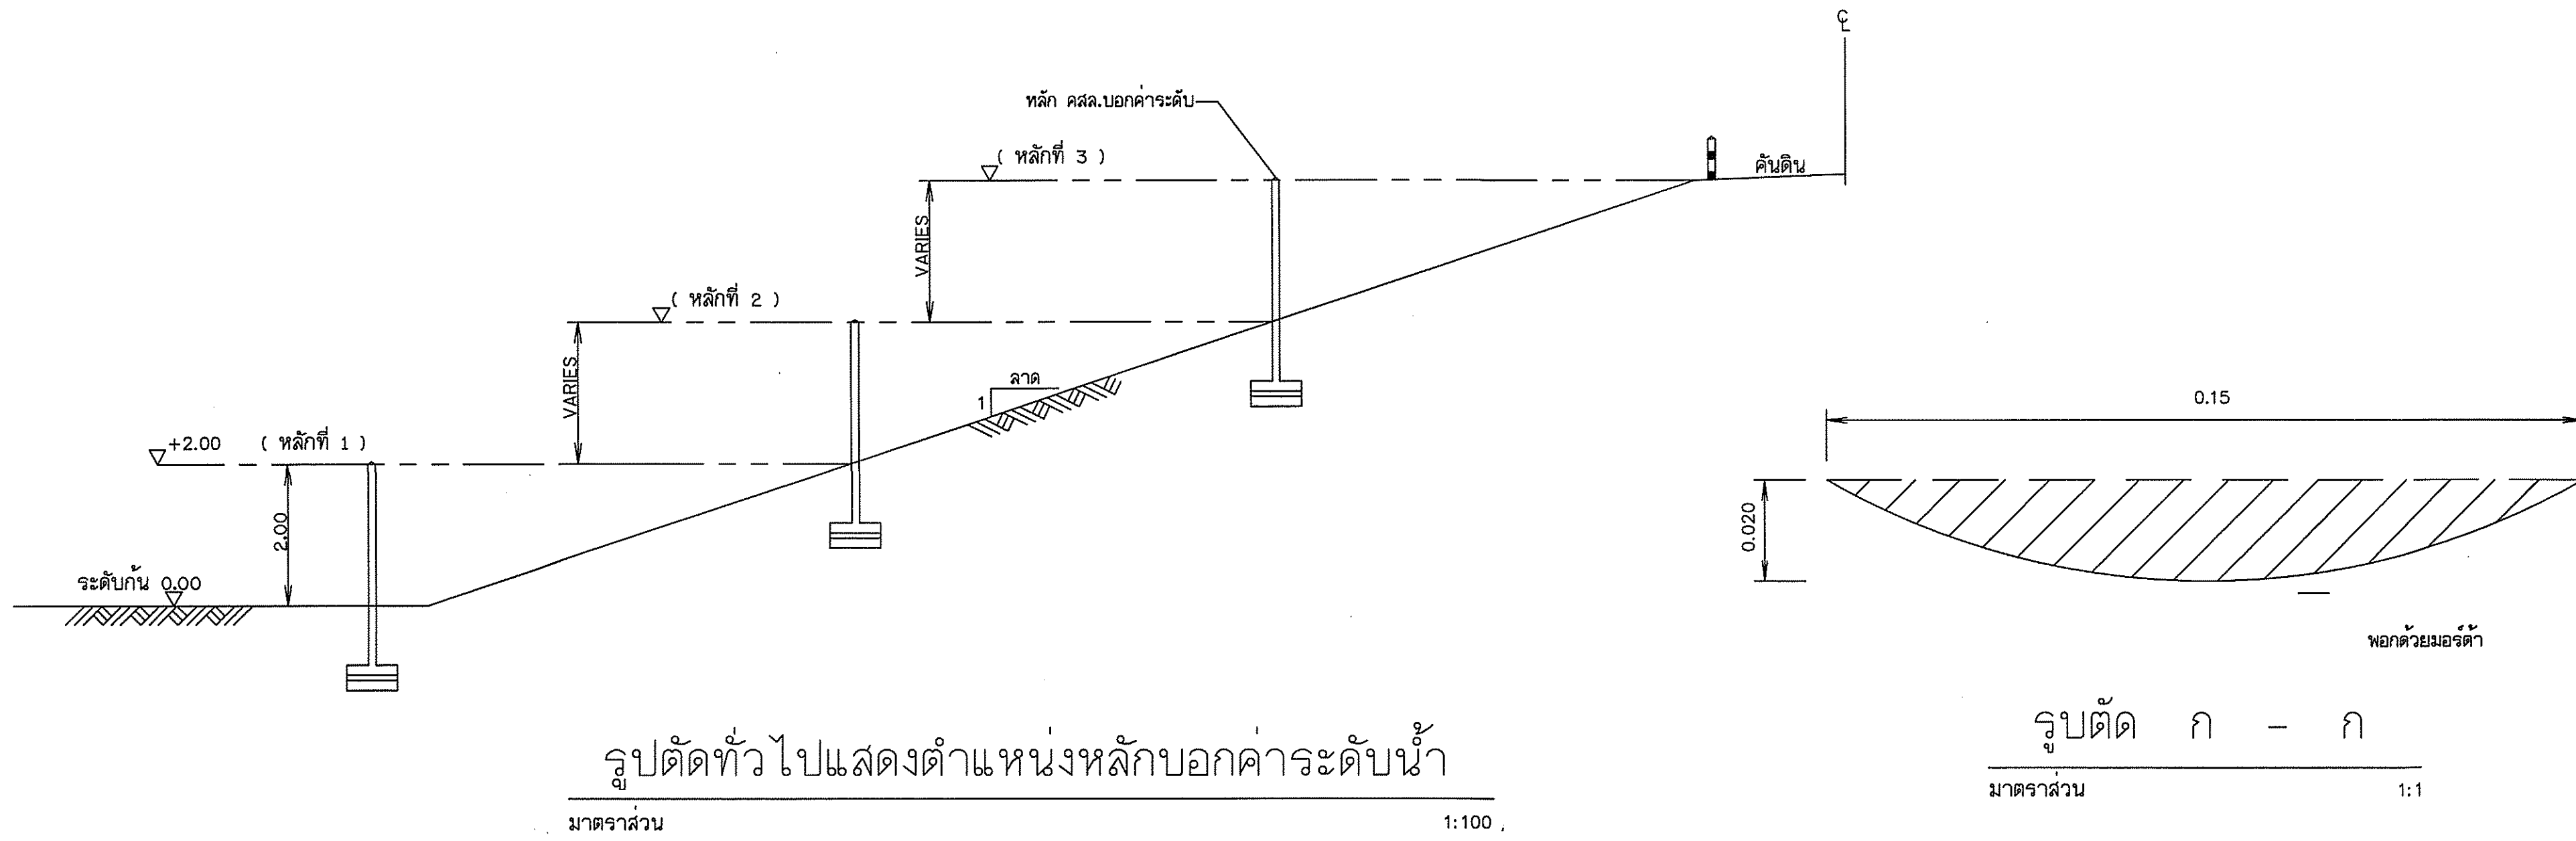 ℄
หลัก คสล.บอกค่าระดับ
( หลักที่ 3 )
คันดิน
VARIES
( หลักที่ 2 )
VARIES
ลาด
1
+2.00 ( หลักที่ 1 )
2.00
ระดับก้น 0.00
รูปตัดทั่วไปแสดงตำแหน่งหลักบอกค่าระดับน้ำ
มาตราส่วน 1:100
0.15
0.020
พอกด้วยมอร์ต้า
รูปตัด ก - ก
มาตราส่วน 1:1